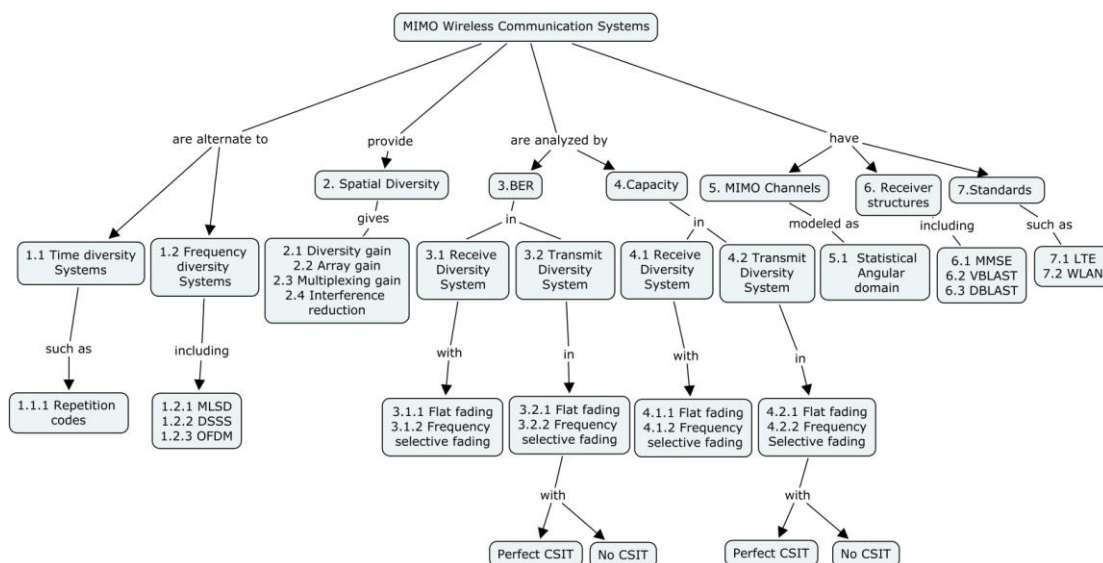 MIMO Wireless Communication Systems
are alternate to
provide
are analyzed by
have
2. Spatial Diversity
3.BER
4.Capacity
5. MIMO Channels
6. Receiver
structures
7.Standards
gives
in
in
modeled as
including
such as
1.1 Time diversity
Systems
1.2 Frequency
diversity
Systems
2.1 Diversity gain
2.2 Array gain
2.3 Multiplexing gain
2.4 Interference
reduction
3.1 Receive
Diversity
System
3.2 Transmit
Diversity
System
4.1 Receive
Diversity
System
4.2 Transmit
Diversity
System
5.1 Statistical
Angular
domain
6.1 MMSE
6.2 VBLAST
6.3 DBLAST
7.1 LTE
7.2 WLAN
such as
including
with
in
with
in
1.1.1 Repetition
codes
1.2.1 MLSD
1.2.2 DSSS
1.2.3 OFDM
3.1.1 Flat fading
3.1.2 Frequency
selective fading
3.2.1 Flat fading
3.2.2 Frequency
selective fading
4.1.1 Flat fading
4.1.2 Frequency
selective fading
4.2.1 Flat fading
4.2.2 Frequency
Selective fading
with
with
Perfect CSIT
No CSIT
Perfect CSIT
No CSIT